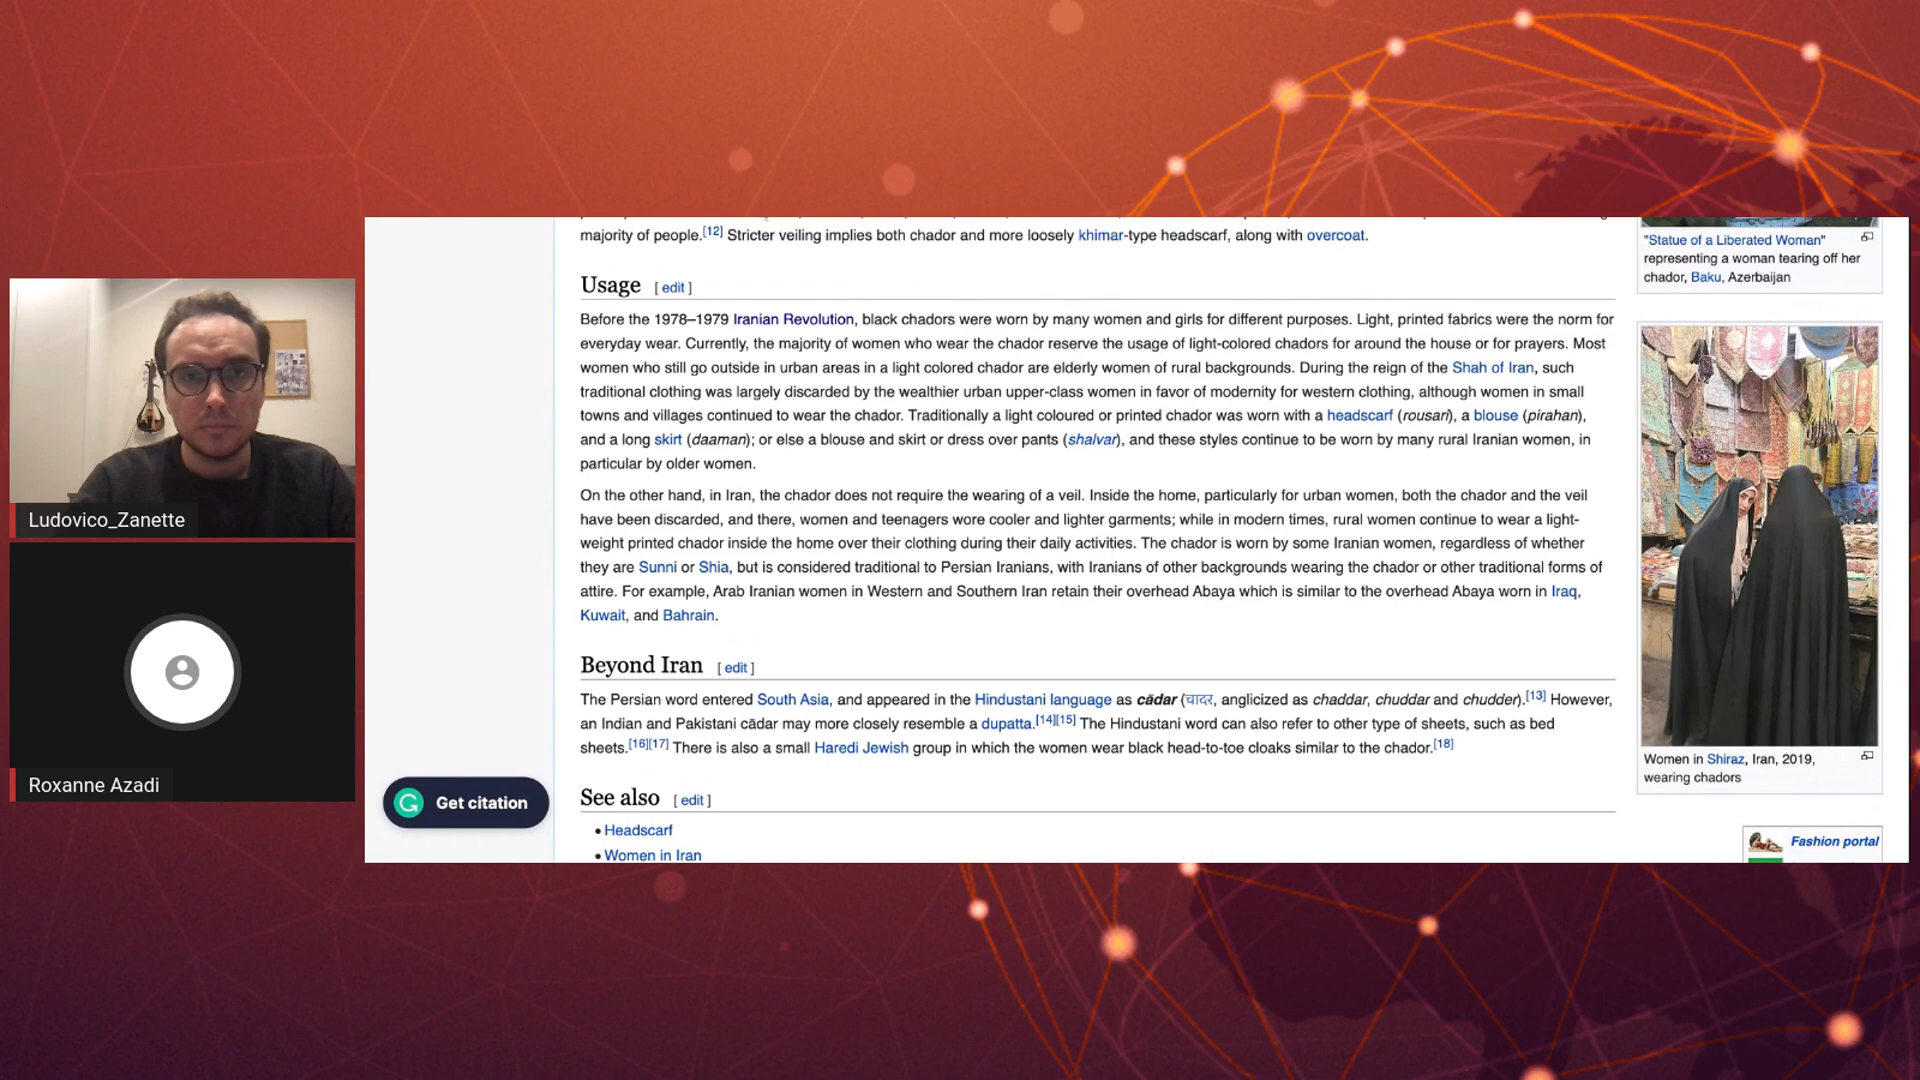 majority of people.[12] Stricter veiling implies both chador and more loosely khimar-type headscarf, along with overcoat.
Usage [ edit ]
Before the 1978–1979 Iranian Revolution, black chadors were worn by many women and girls for different purposes. Light, printed fabrics were the norm for
everyday wear. Currently, the majority of women who wear the chador reserve the usage of light-colored chadors for around the house or for prayers. Most
women who still go outside in urban areas in a light colored chador are elderly women of rural backgrounds. During the reign of the Shah of Iran, such
traditional clothing was largely discarded by the wealthier urban upper-class women in favor of modernity for western clothing, although women in small
towns and villages continued to wear the chador. Traditionally a light coloured or printed chador was worn with a headscarf (rousari), a blouse (pirahan),
and a long skirt (daaman); or else a blouse and skirt or dress over pants (shalvar), and these styles continue to be worn by many rural Iranian women, in
particular by older women.
On the other hand, in Iran, the chador does not require the wearing of a veil. Inside the home, particularly for urban women, both the chador and the veil
have been discarded, and there, women and teenagers wore cooler and lighter garments; while in modern times, rural women continue to wear a light-
weight printed chador inside the home over their clothing during their daily activities. The chador is worn by some Iranian women, regardless of whether
they are Sunni or Shia, but is considered traditional to Persian Iranians, with Iranians of other backgrounds wearing the chador or other traditional forms of
attire. For example, Arab Iranian women in Western and Southern Iran retain their overhead Abaya which is similar to the overhead Abaya worn in Iraq,
Kuwait, and Bahrain.
Beyond Iran [ edit ]
The Persian word entered South Asia, and appeared in the Hindustani language as cādar (चादर, anglicized as chaddar, chuddar and chudder).[13] However,
an Indian and Pakistani cādar may more closely resemble a dupatta.[14][15] The Hindustani word can also refer to other type of sheets, such as bed
sheets.[16][17] There is also a small Haredi Jewish group in which the women wear black head-to-toe cloaks similar to the chador.[18]
See also [ edit ]
• Headscarf
• Women in Iran
"Statue of a Liberated Woman"
representing a woman tearing off her
chador, Baku, Azerbaijan
Women in Shiraz, Iran, 2019,
wearing chadors
Fashion portal
Get citation
Ludovico_Zanette
Roxanne Azadi